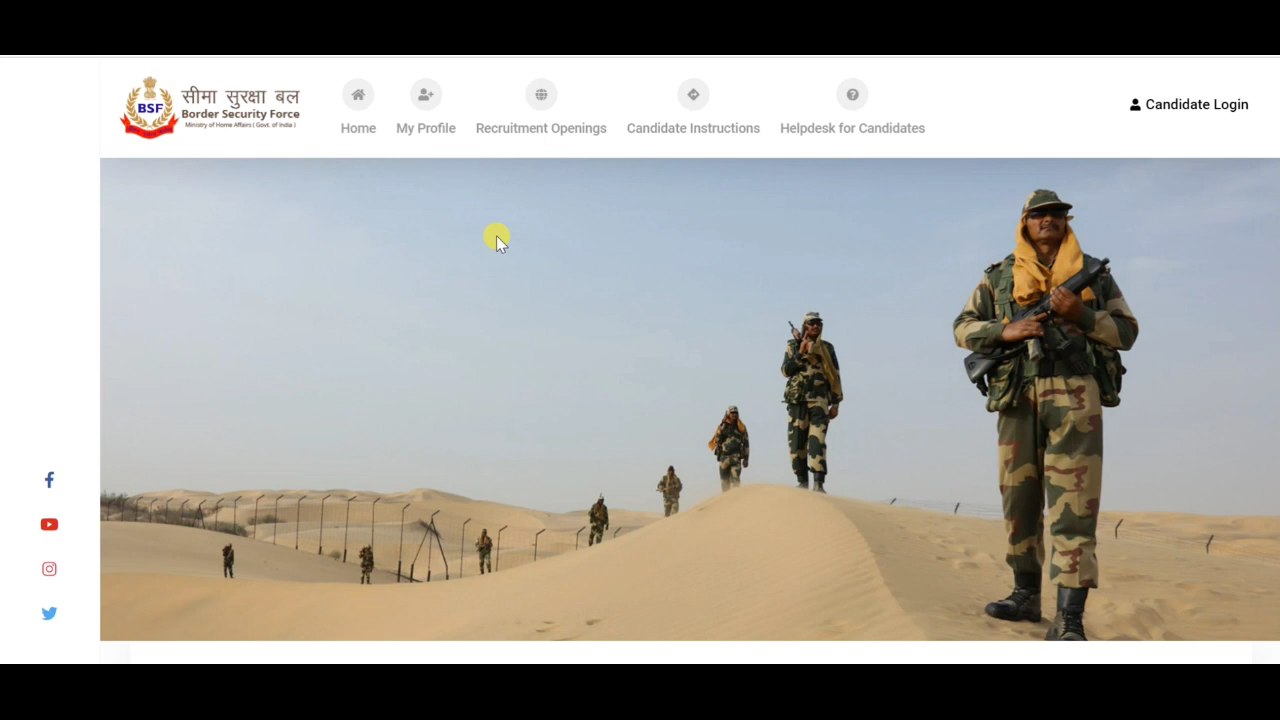 सीमा सुरक्षा बल
BSF
Border Security Force
Ministry of Home Affairs ( Govt. of India )
Home
My Profile
Recruitment Openings
Candidate Instructions
Helpdesk for Candidates
Candidate Login